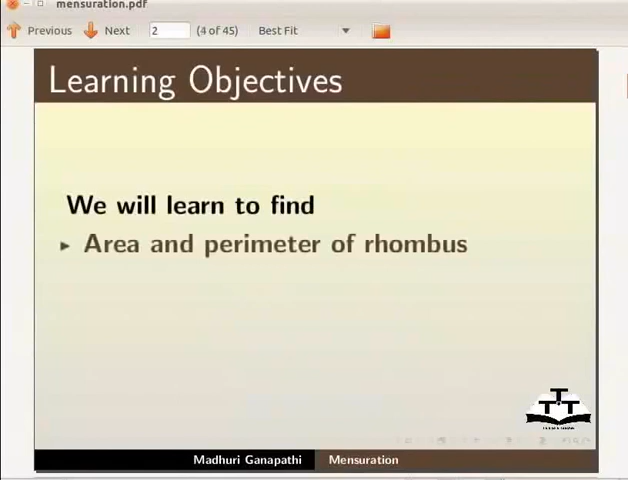 mensuration.pdf
Previous Next 2 (4 of 45) Best Fit
Learning Objectives
We will learn to find
Area and perimeter of rhombus
TTT
Madhuri Ganapathi Mensuration